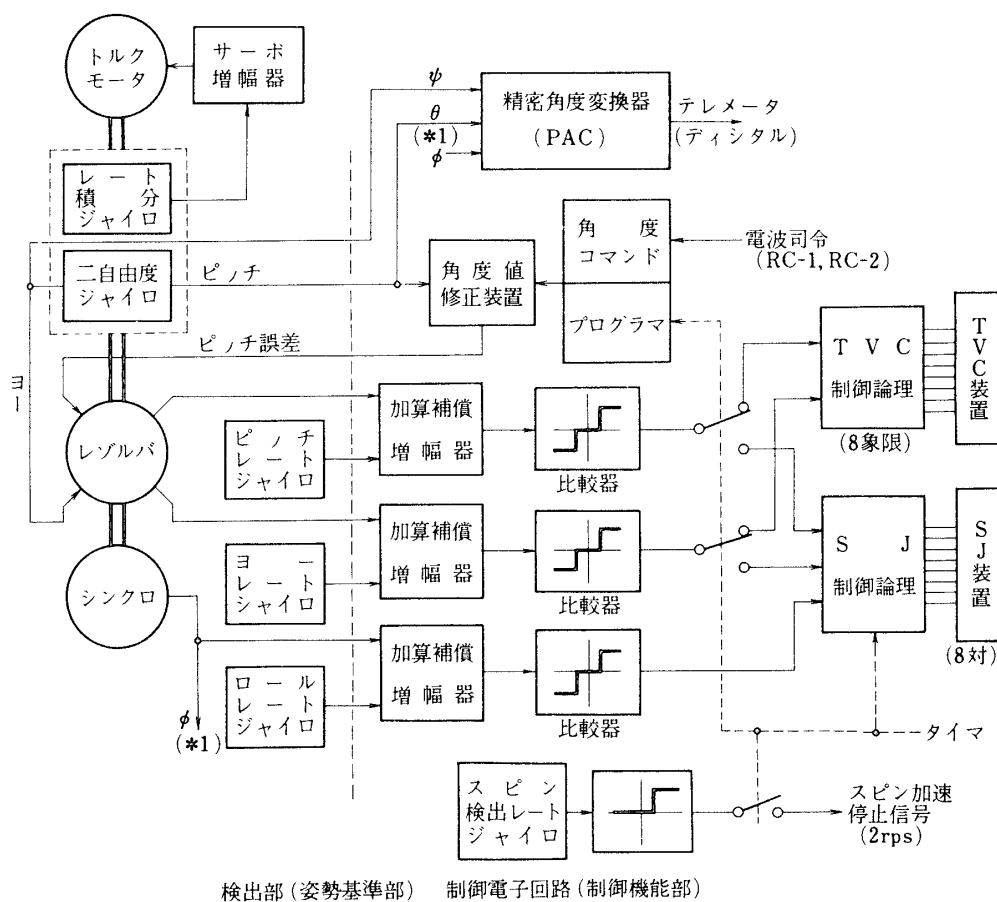 トルク
モータ
サーボ
増幅器
レート
積分
ジャイロ
二自由度
ジャイロ
ピッチ
ヨー
ピッチ誤差
レゾルバ
シンクロ
φ
(*1)
ψ
θ
(*1)
φ
精密角度変換器
(PAC)
テレメータ
(ディジタル)
角度値
修正装置
角度
コマンド
プログラマ
電波司令
(RC-1, RC-2)
ピッチ
レート
ジャイロ
加算補償
増幅器
比較器
ヨー
レート
ジャイロ
加算補償
増幅器
比較器
ロール
レート
ジャイロ
加算補償
増幅器
比較器
TVC
制御論理
(8象限)
TVC装置
SJ
制御論理
SJ装置
(8対)
タイマ
スピン
検出レート
ジャイロ
スピン加速
停止信号
(2rps)
検出部(姿勢基準部)
制御電子回路(制御機能部)